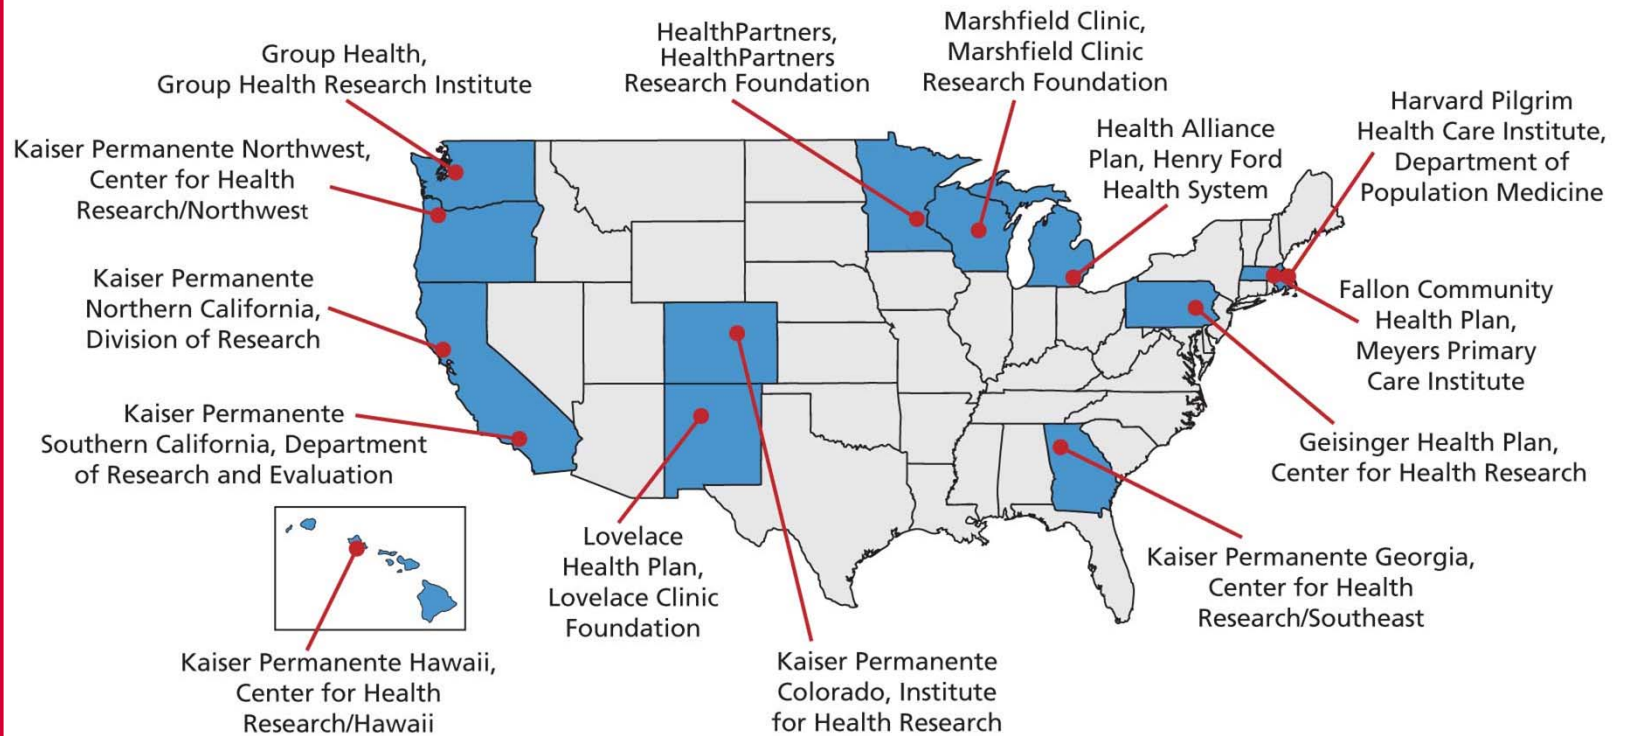 Group Health,
Group Health Research Institute
HealthPartners,
HealthPartners
Research Foundation
Marshfield Clinic,
Marshfield Clinic
Research Foundation
Harvard Pilgrim
Health Care Institute,
Department of
Population Medicine
Health Alliance
Plan, Henry Ford
Health System
Kaiser Permanente Northwest,
Center for Health
Research/Northwest
Kaiser Permanente
Northern California,
Division of Research
Fallon Community
Health Plan,
Meyers Primary
Care Institute
Kaiser Permanente
Southern California, Department
of Research and Evaluation
Geisinger Health Plan,
Center for Health Research
Lovelace
Health Plan,
Lovelace Clinic
Foundation
Kaiser Permanente Georgia,
Center for Health
Research/Southeast
Kaiser Permanente Hawaii,
Center for Health
Research/Hawaii
Kaiser Permanente
Colorado, Institute
for Health Research